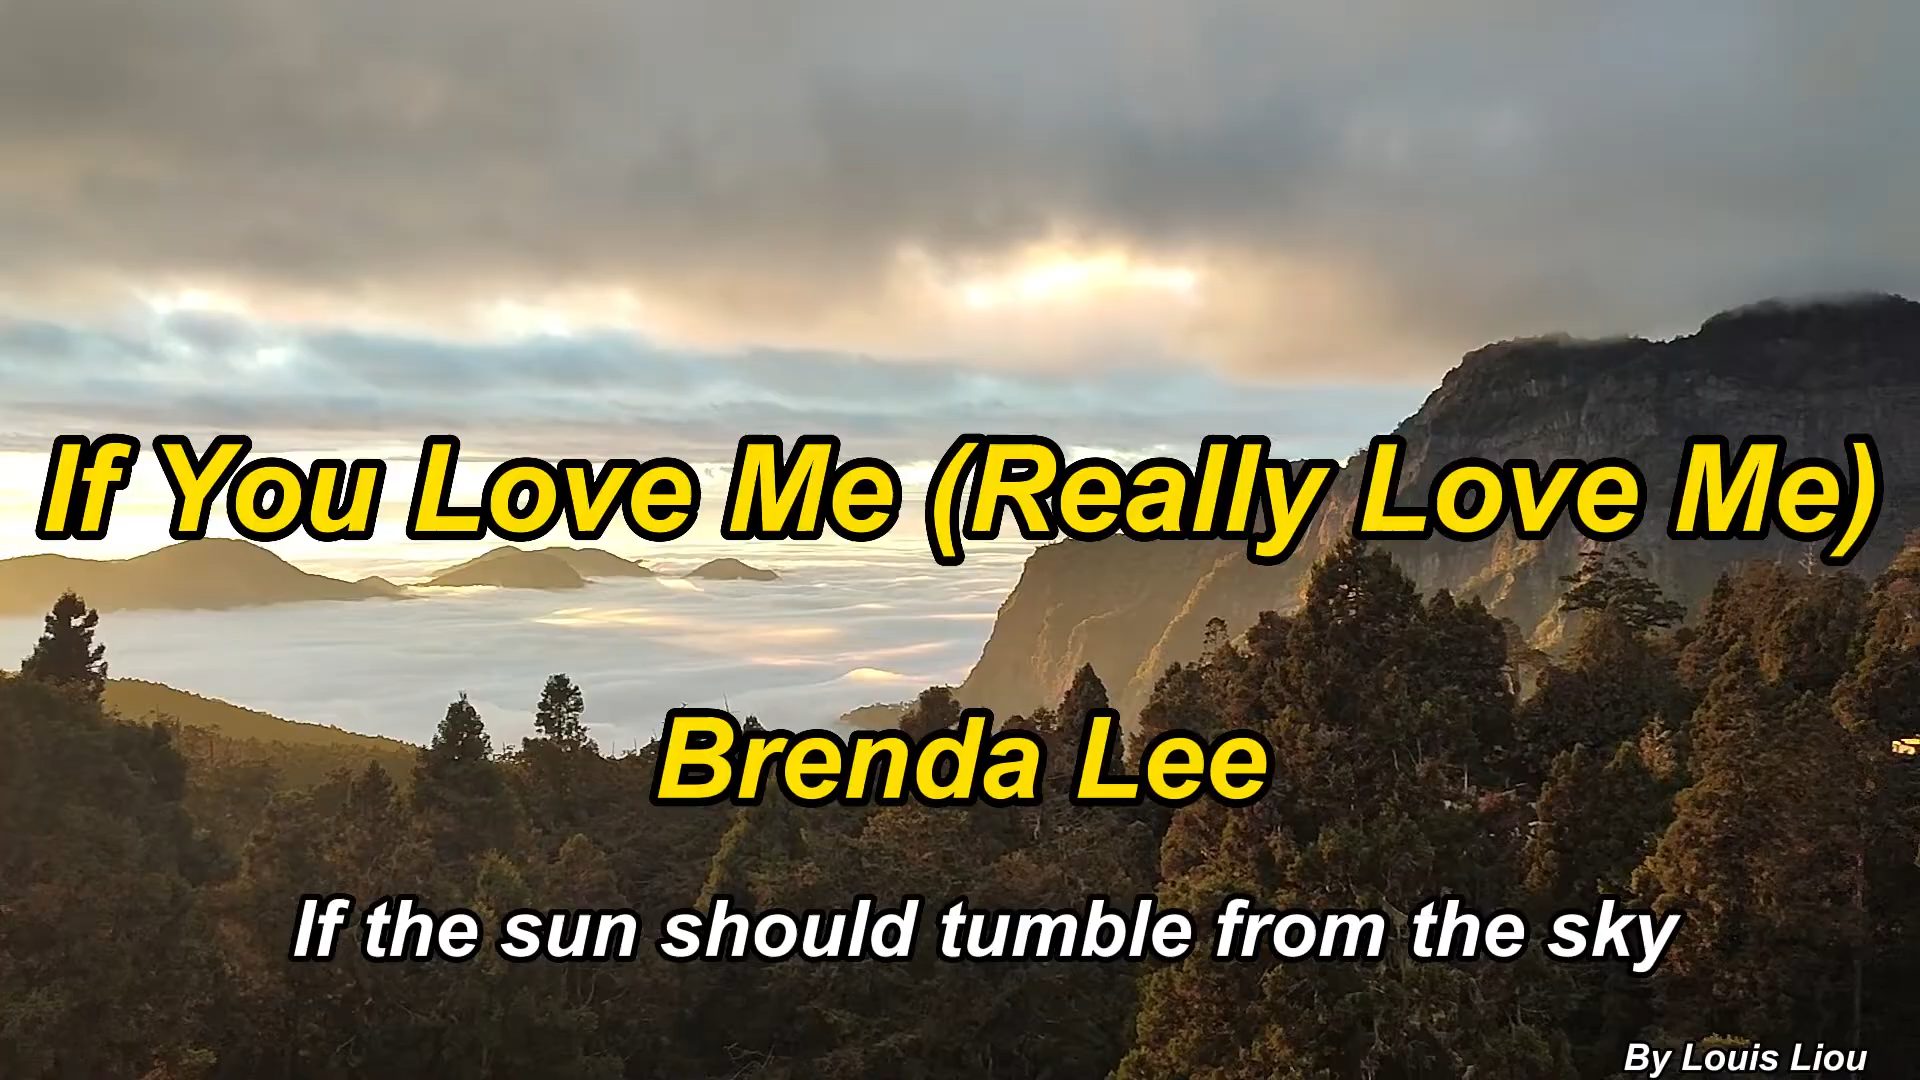 If You Love Me (Really Love Me)
Brenda Lee
If the sun should tumble from the sky
By Louis Liou